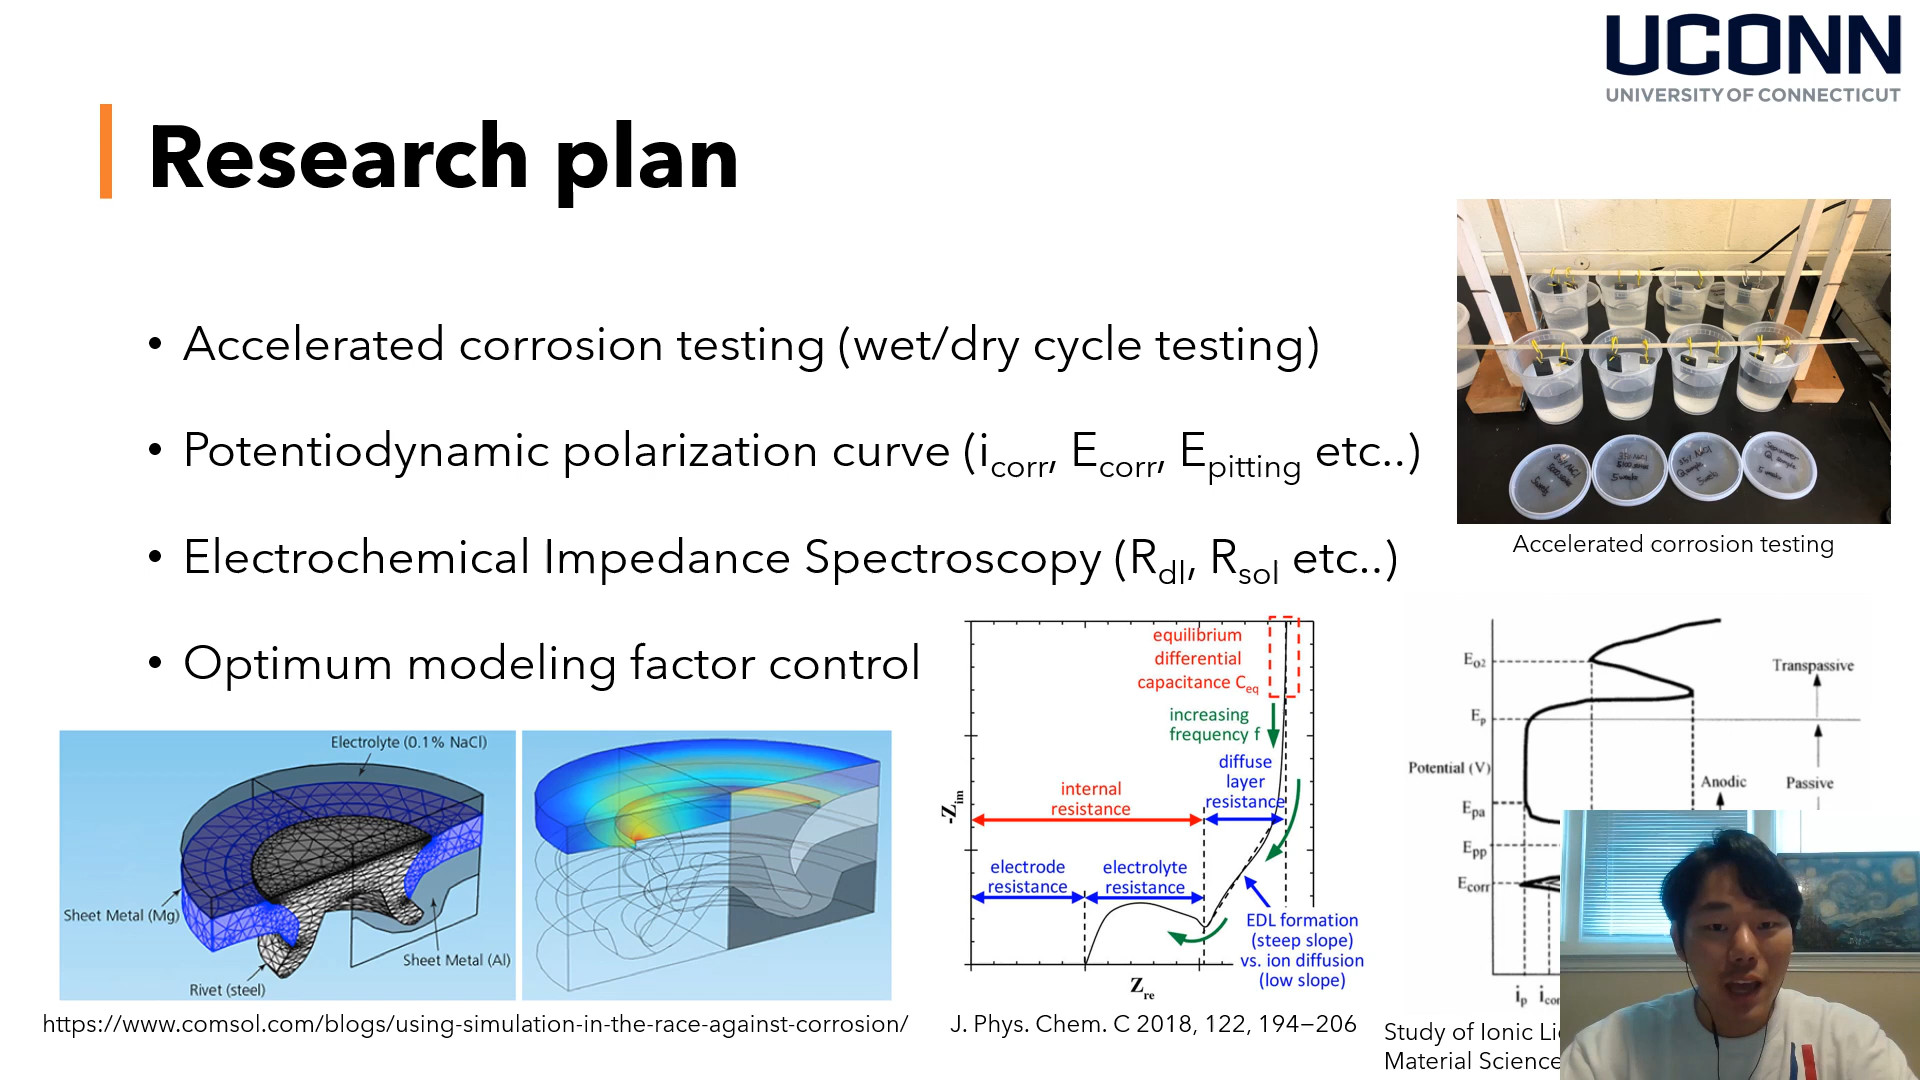 UCONN
UNIVERSITY OF CONNECTICUT
Research plan
• Accelerated corrosion testing (wet/dry cycle testing)
• Potentiodynamic polarization curve (icorr, Ecorr, Epitting etc..)
• Electrochemical Impedance Spectroscopy (Rdl, Rsol etc..)
• Optimum modeling factor control
Accelerated corrosion testing
Electrolyte (0.1% NaCl)
Sheet Metal (Mg)
Sheet Metal (Al)
Rivet (steel)
https://www.comsol.com/blogs/using-simulation-in-the-race-against-corrosion/
equilibrium
differential
capacitance Ceq
increasing
frequency f
diffuse
layer
resistance
internal
resistance
electrode
resistance
electrolyte
resistance
EDL formation
(steep slope)
vs. ion diffusion
(low slope)
-Zim
Zre
J. Phys. Chem. C 2018, 122, 194−206
Eo2
Transpassive
Ep
Potential (V)
Anodic
Passive
Epa
Epp
Ecorr
ip
Study of Ionic
Material Science